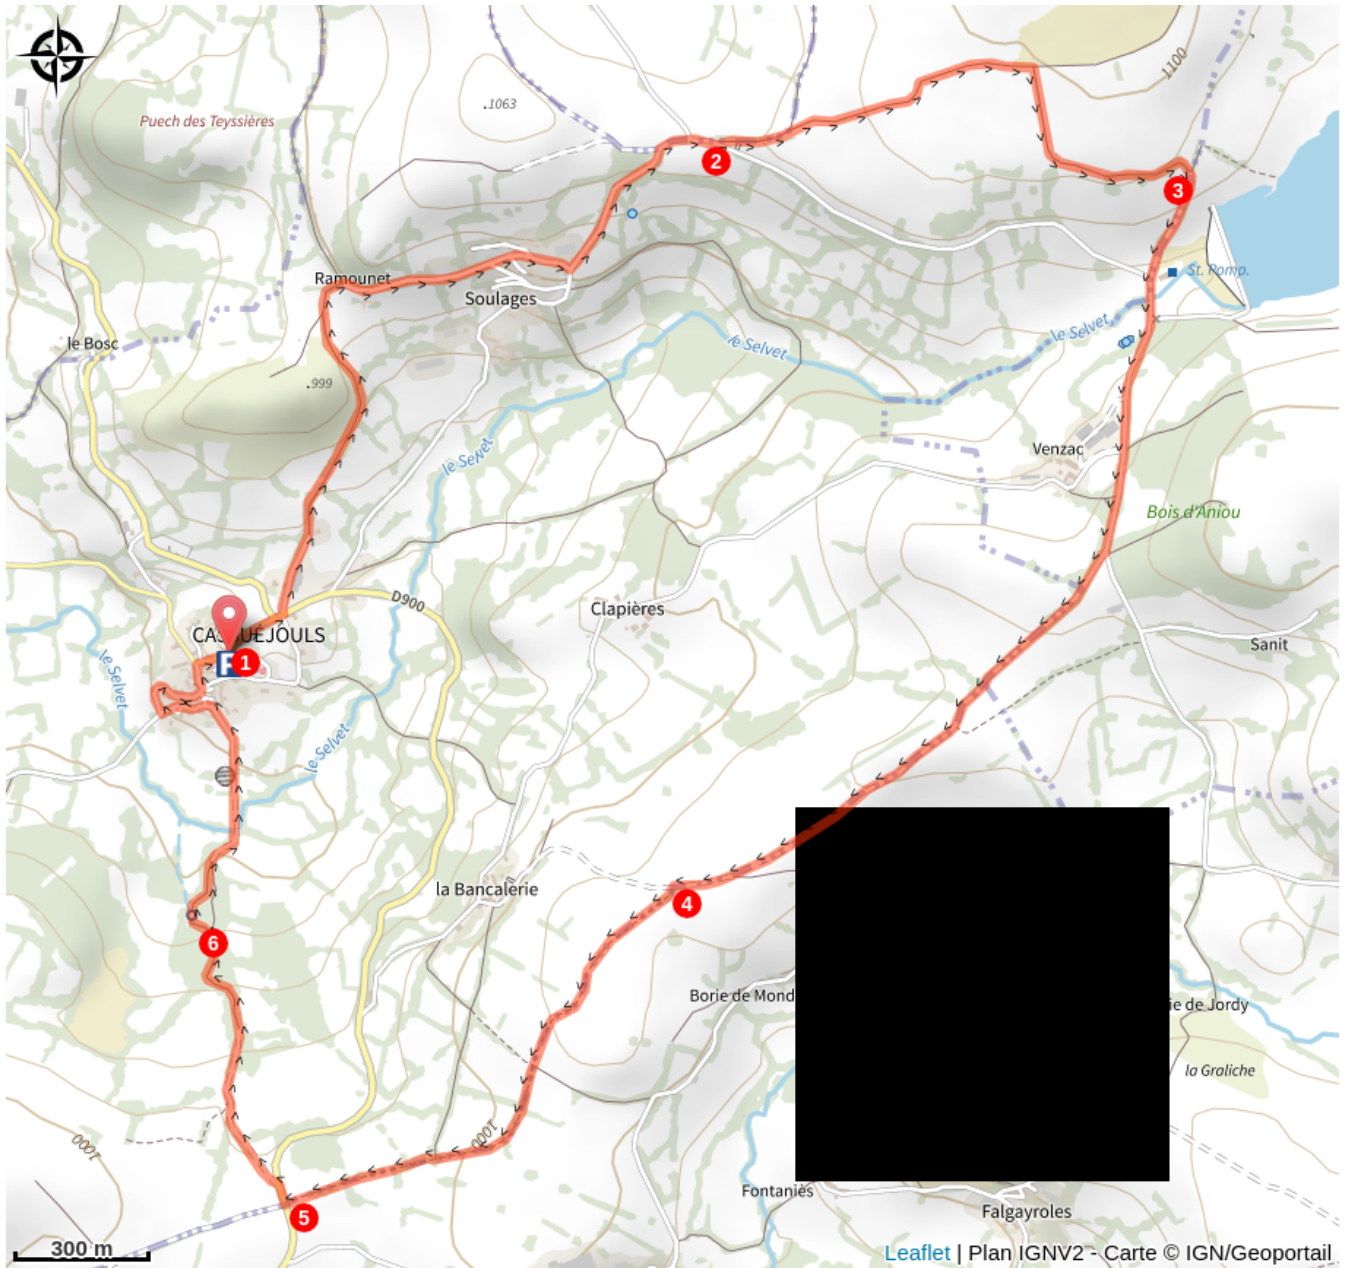 1100
.1063
Puech des Teyssières
2
3
St. Pomp.
Ramounet
Soulages
le Selvet
le Selvet
le Bosc
.999
Venzac
le Selvet
Bois d'Aniou
D900
Clapières
CASSUÉJOULS
Sanit
P
1
le Selvet
le Selvet
la Bancalerie
4
6
Borie de Mond
ie de Jordy
la Graliche
1000
1000
Fontaniès
Falgayroles
5
300 m
Leaflet | Plan IGNV2 - Carte © IGN/Geoportail